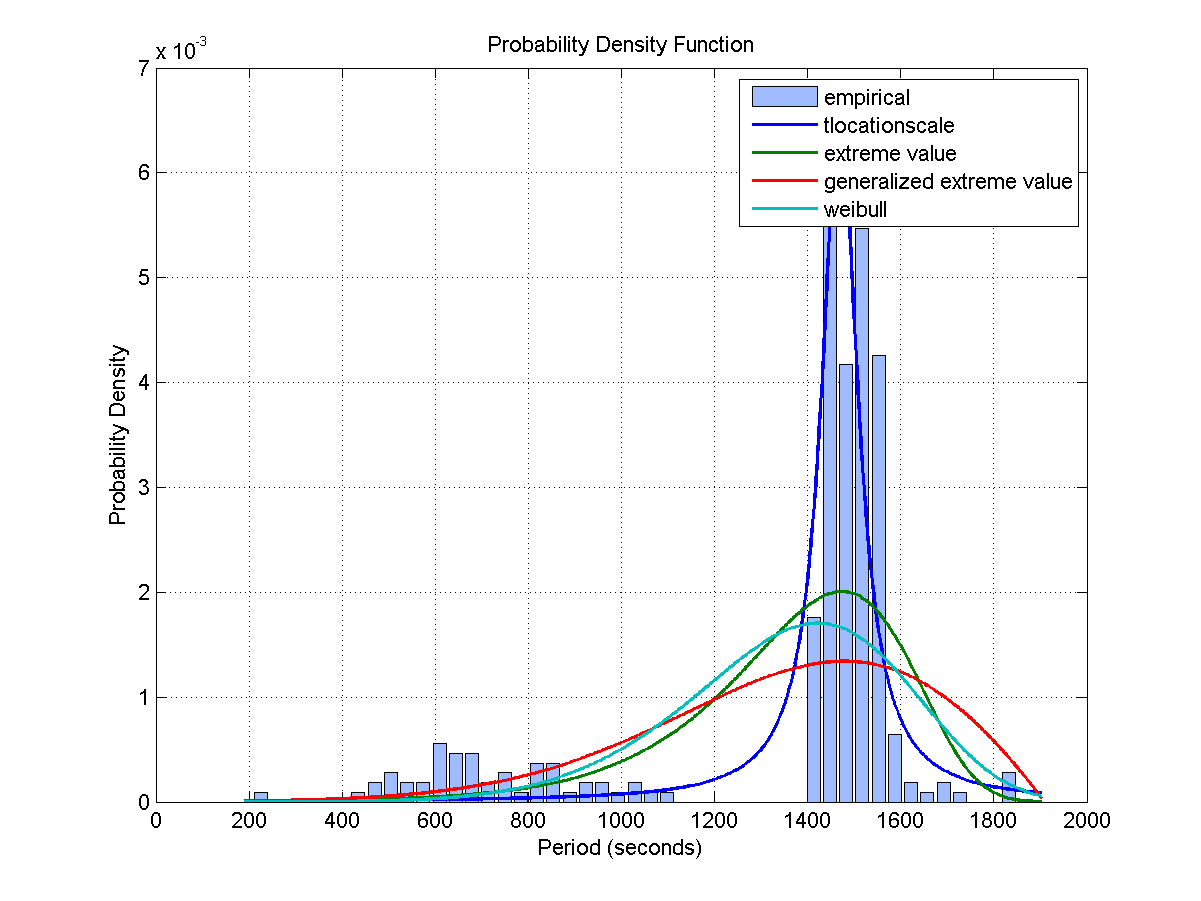 Probability Density Function
x 10^-3
7
6
5
4
3
2
1
0
Probability Density
0 200 400 600 800 1000 1200 1400 1600 1800 2000
Period (seconds)
empirical
tlocationscale
extreme value
generalized extreme value
weibull